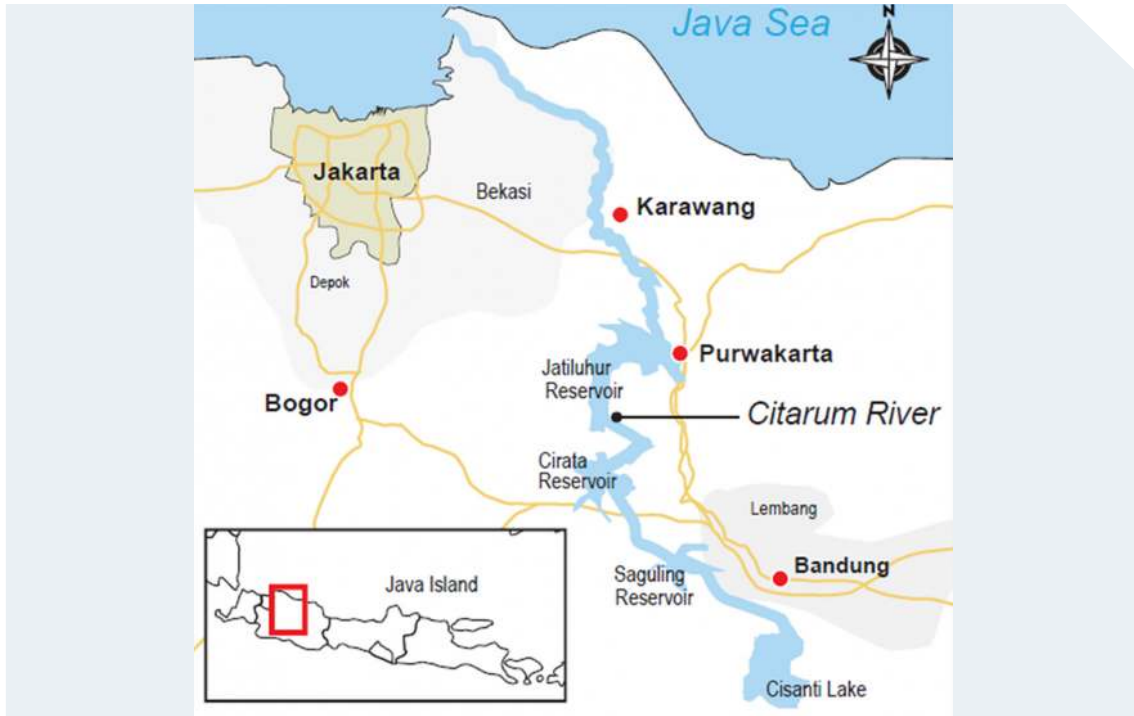 N
Java Sea
Jakarta
Bekasi
Karawang
Depok
Purwakarta
Jatiluhur
Reservoir
Bogor
Citarum River
Cirata
Reservoir
Lembang
Bandung
Saguling
Reservoir
Java Island
Cisanti Lake